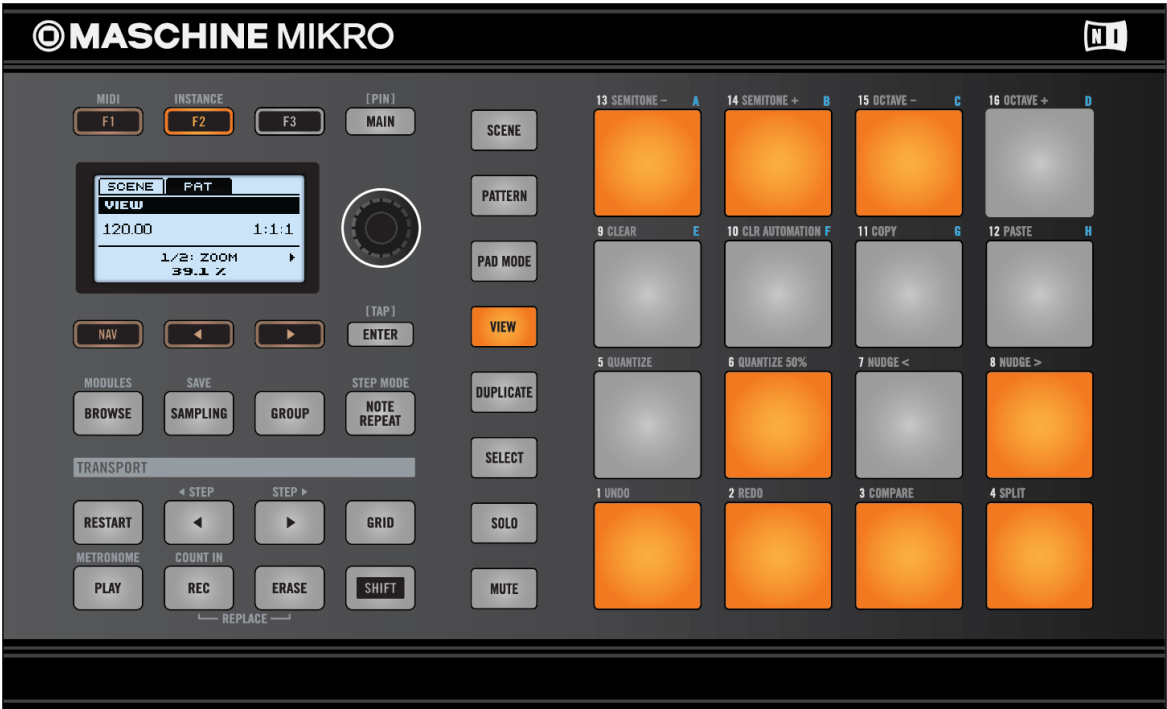 MASCHINE MIKRO
NI
MIDI
INSTANCE
[PIN]
F1
F2
F3
MAIN
SCENE PAT
VIEW
120.00 1:1:1
1/2: ZOOM
39.1 %
[TAP]
NAV
ENTER
MODULES
SAVE
STEP MODE
BROWSE
SAMPLING
GROUP
NOTE
REPEAT
TRANSPORT
◂ STEP
STEP ▸
RESTART
GRID
METRONOME
COUNT IN
PLAY
REC
ERASE
SHIFT
REPLACE
SCENE
PATTERN
PAD MODE
VIEW
DUPLICATE
SELECT
SOLO
MUTE
13 SEMITONE – A
14 SEMITONE + B
15 OCTAVE – C
16 OCTAVE + D
9 CLEAR E
10 CLR AUTOMATION F
11 COPY G
12 PASTE H
5 QUANTIZE
6 QUANTIZE 50%
7 NUDGE <
8 NUDGE >
1 UNDO
2 REDO
3 COMPARE
4 SPLIT